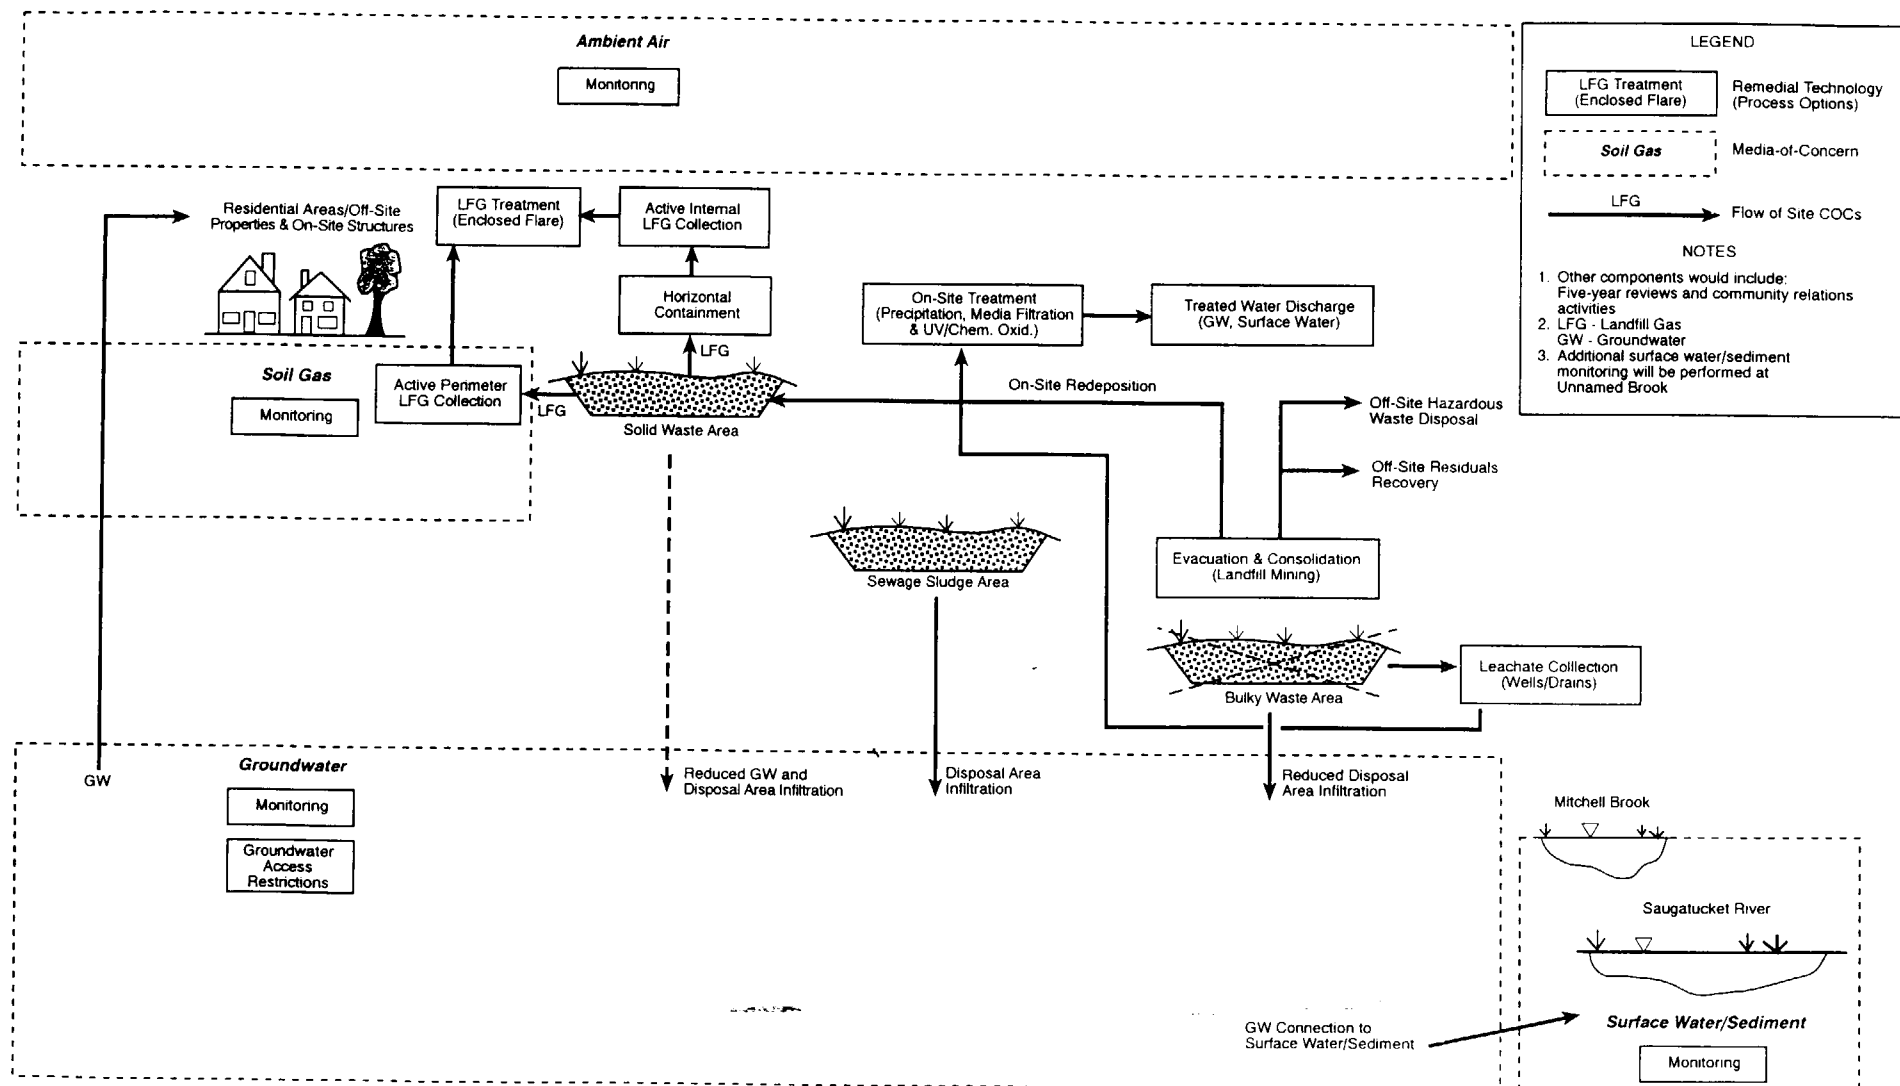 Ambient Air
Monitoring
LEGEND
LFG Treatment
(Enclosed Flare)
Remedial Technology
(Process Options)
Soil Gas
Media-of-Concern
LFG
Flow of Site COCs
NOTES
1. Other components would include:
Five-year reviews and community relations
activities
2. LFG - Landfill Gas
GW - Groundwater
3. Additional surface water/sediment
monitoring will be performed at
Unnamed Brook
Residential Areas/Off-Site
Properties & On-Site Structures
LFG Treatment
(Enclosed Flare)
Active Internal
LFG Collection
Horizontal
Containment
LFG
On-Site Treatment
(Precipitation, Media Filtration
& UV/Chem. Oxid.)
Treated Water Discharge
(GW, Surface Water)
Soil Gas
Monitoring
Active Perimeter
LFG Collection
LFG
Solid Waste Area
On-Site Redeposition
Off-Site Hazardous
Waste Disposal
Off-Site Residuals
Recovery
Sewage Sludge Area
Evacuation & Consolidation
(Landfill Mining)
Bulky Waste Area
Leachate Colllection
(Wells/Drains)
GW
Groundwater
Monitoring
Groundwater
Access
Restrictions
Reduced GW and
Disposal Area Infiltration
Disposal Area
Infiltration
Reduced Disposal
Area Infiltration
Mitchell Brook
Saugatucket River
GW Connection to
Surface Water/Sediment
Surface Water/Sediment
Monitoring